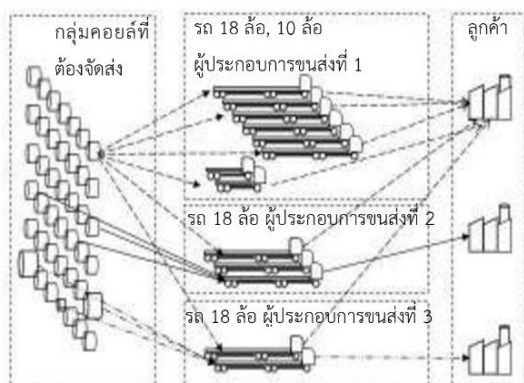 กลุ่มคอยล์ที่
ต้องจัดส่ง
รถ 18 ล้อ, 10 ล้อ
ผู้ประกอบการขนส่งที่ 1
ลูกค้า
รถ 18 ล้อ ผู้ประกอบการขนส่งที่ 2
รถ 18 ล้อ ผู้ประกอบการขนส่งที่ 3